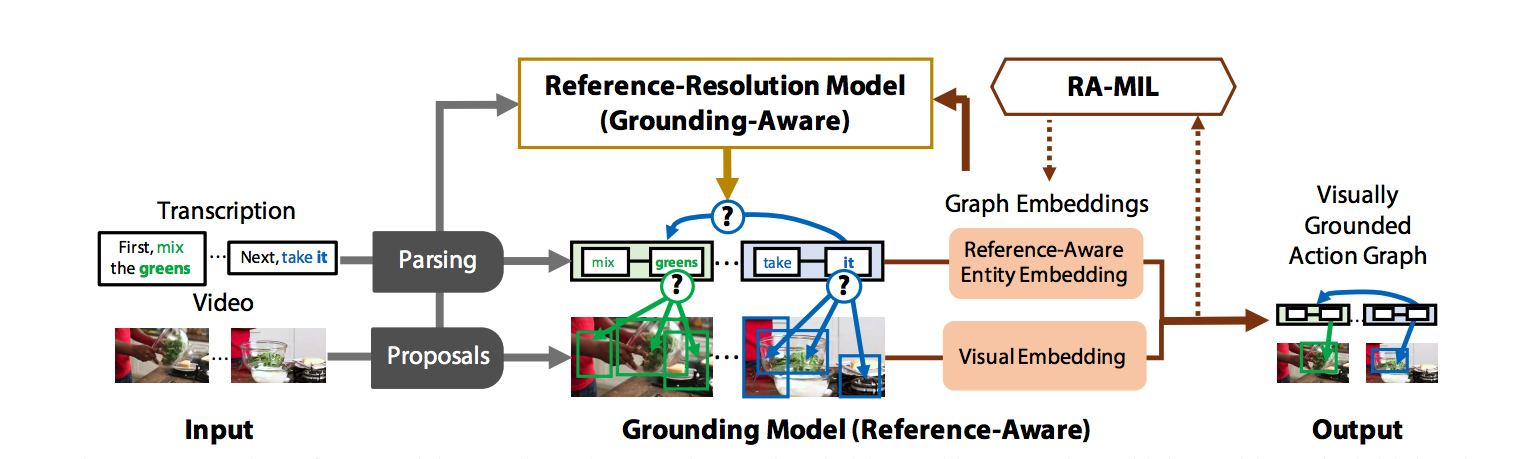 Reference-Resolution Model
(Grounding-Aware)
RA-MIL
Transcription
First, mix
the greens
...
Next, take it
Video
...
Parsing
Proposals
?
mix
greens
...
take
it
?
?
...
Graph Embeddings
Reference-Aware
Entity Embedding
Visual Embedding
Visually
Grounded
Action Graph
...
...
Input
Grounding Model (Reference-Aware)
Output